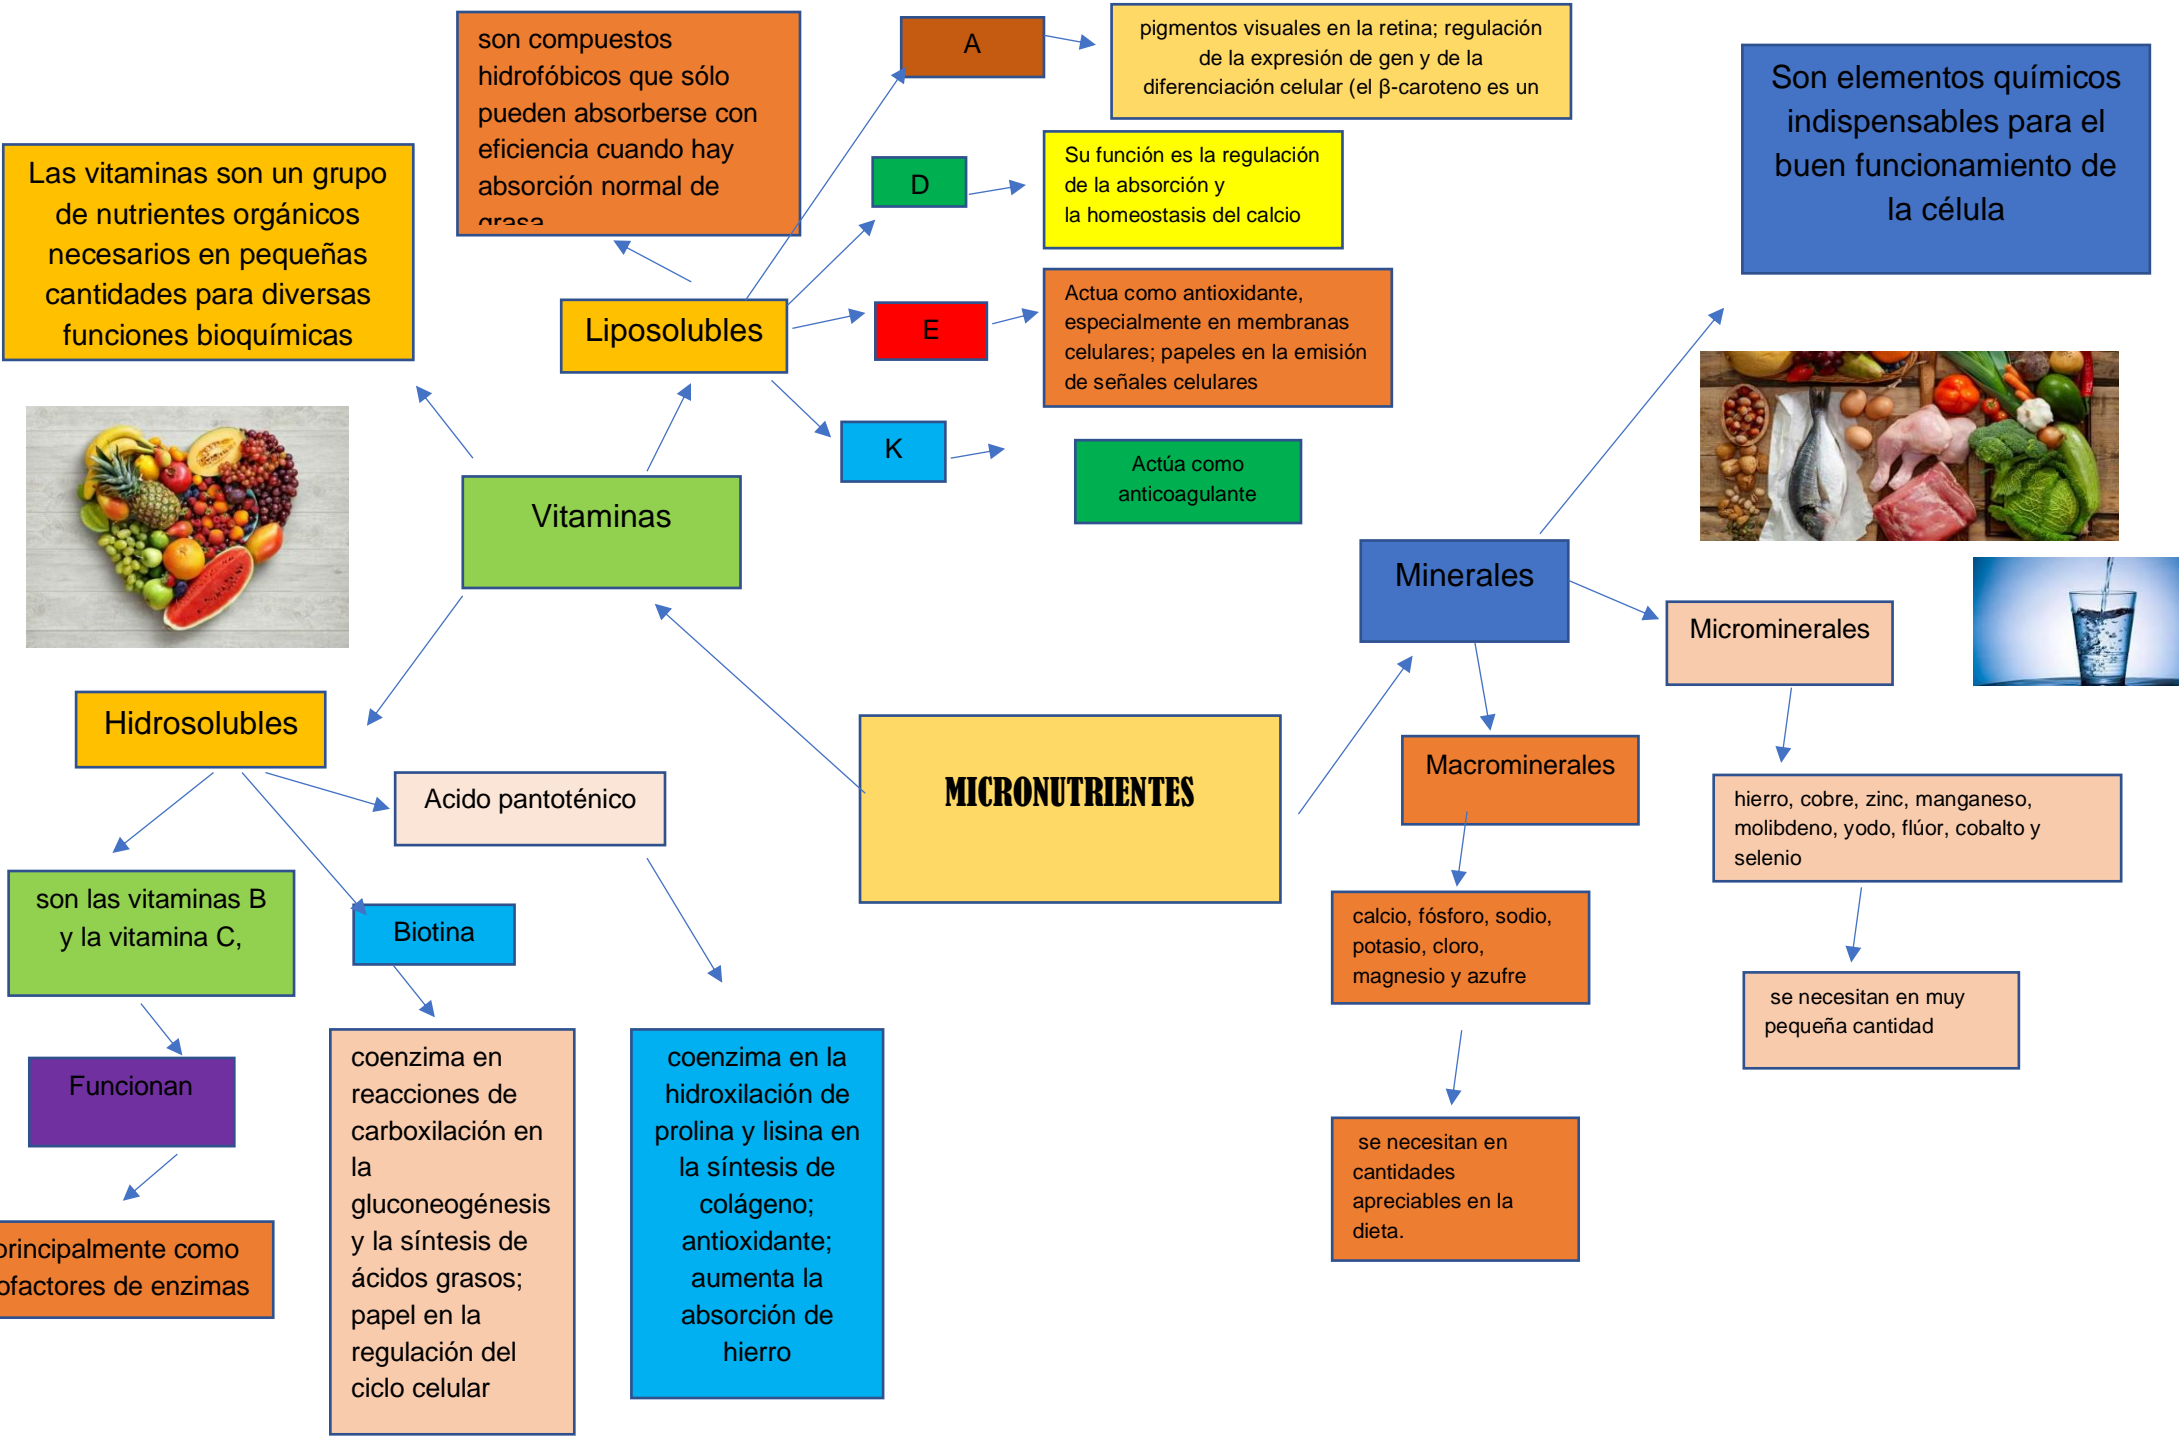 son compuestos
hidrofóbicos que sólo
pueden absorberse con
eficiencia cuando hay
absorción normal de
grasa
A
pigmentos visuales en la retina; regulación
de la expresión de gen y de la
diferenciación celular (el β-caroteno es un
Son elementos químicos
indispensables para el
buen funcionamiento de
la célula
Las vitaminas son un grupo
de nutrientes orgánicos
necesarios en pequeñas
cantidades para diversas
funciones bioquímicas
D
Su función es la regulación
de la absorción y
la homeostasis del calcio
Liposolubles
E
Actua como antioxidante,
especialmente en membranas
celulares; papeles en la emisión
de señales celulares
K
Actúa como
anticoagulante
Vitaminas
Minerales
Microminerales
Hidrosolubles
Acido pantoténico
MICRONUTRIENTES
Macrominerales
hierro, cobre, zinc, manganeso,
molibdeno, yodo, flúor, cobalto y
selenio
son las vitaminas B
y la vitamina C,
Biotina
calcio, fósforo, sodio,
potasio, cloro,
magnesio y azufre
se necesitan en muy
pequeña cantidad
Funcionan
coenzima en
reacciones de
carboxilación en
la
gluconeogénesis
y la síntesis de
ácidos grasos;
papel en la
regulación del
ciclo celular
coenzima en la
hidroxilación de
prolina y lisina en
la síntesis de
colágeno;
antioxidante;
aumenta la
absorción de
hierro
se necesitan en
cantidades
apreciables en la
dieta.
principalmente como
ofactores de enzimas